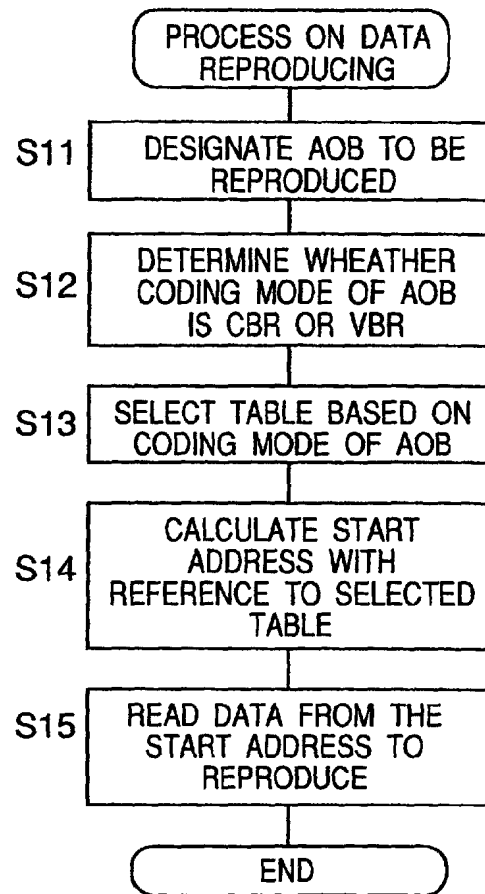 PROCESS ON DATA
REPRODUCING
S11
DESIGNATE AOB TO BE
REPRODUCED
S12
DETERMINE WHEATHER
CODING MODE OF AOB
IS CBR OR VBR
S13
SELECT TABLE BASED ON
CODING MODE OF AOB
S14
CALCULATE START
ADDRESS WITH
REFERENCE TO SELECTED
TABLE
S15
READ DATA FROM THE
START ADDRESS TO
REPRODUCE
END